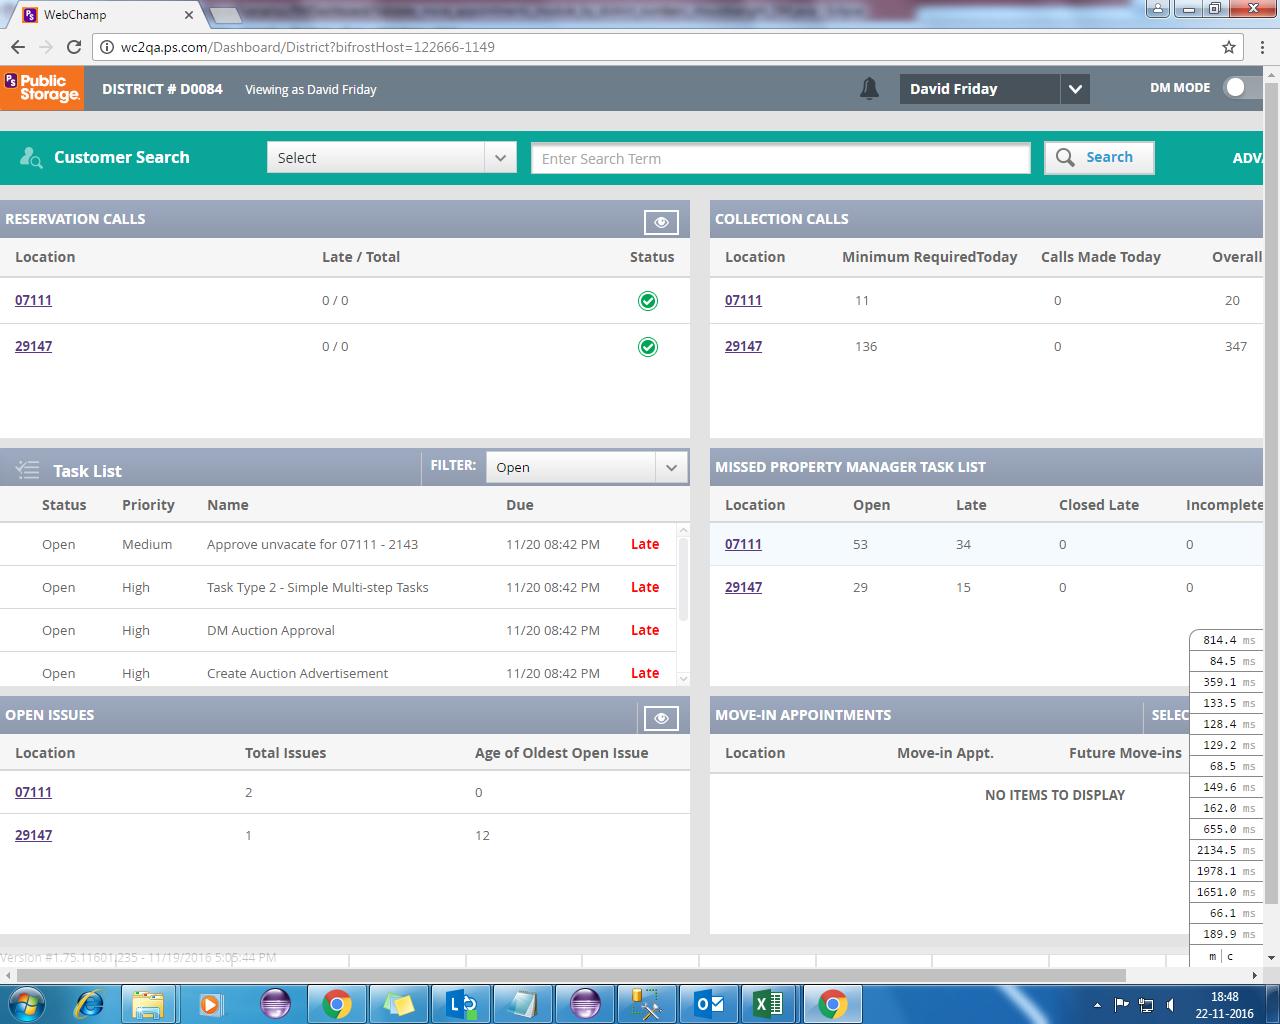 WebChamp
wc2qa.ps.com/Dashboard/District?bifrostHost=122666-1149
PS Public Storage.
DISTRICT # D0084
Viewing as David Friday
David Friday
DM MODE
Customer Search
Select
Enter Search Term
Search
ADVA
RESERVATION CALLS
Location Late / Total Status
07111 0 / 0
29147 0 / 0
COLLECTION CALLS
Location Minimum RequiredToday Calls Made Today Overall
07111 11 0 20
29147 136 0 347
Task List FILTER: Open
Status Priority Name Due
Open Medium Approve unvacate for 07111 - 2143 11/20 08:42 PM Late
Open High Task Type 2 - Simple Multi-step Tasks 11/20 08:42 PM Late
Open High DM Auction Approval 11/20 08:42 PM Late
Open High Create Auction Advertisement 11/20 08:42 PM Late
MISSED PROPERTY MANAGER TASK LIST
Location Open Late Closed Late Incomplete
07111 53 34 0 0
29147 29 15 0 0
OPEN ISSUES
Location Total Issues Age of Oldest Open Issue
07111 2 0
29147 1 12
MOVE-IN APPOINTMENTS SELEC
Location Move-in Appt. Future Move-ins
NO ITEMS TO DISPLAY
814.4 ms
84.5 ms
359.1 ms
133.5 ms
128.4 ms
129.2 ms
68.5 ms
149.6 ms
162.0 ms
655.0 ms
2134.5 ms
1978.1 ms
1651.0 ms
66.1 ms
189.9 ms
m | c
Version #1.75.11601.235 - 11/19/2016 5:05:44 PM
18:48
22-11-2016